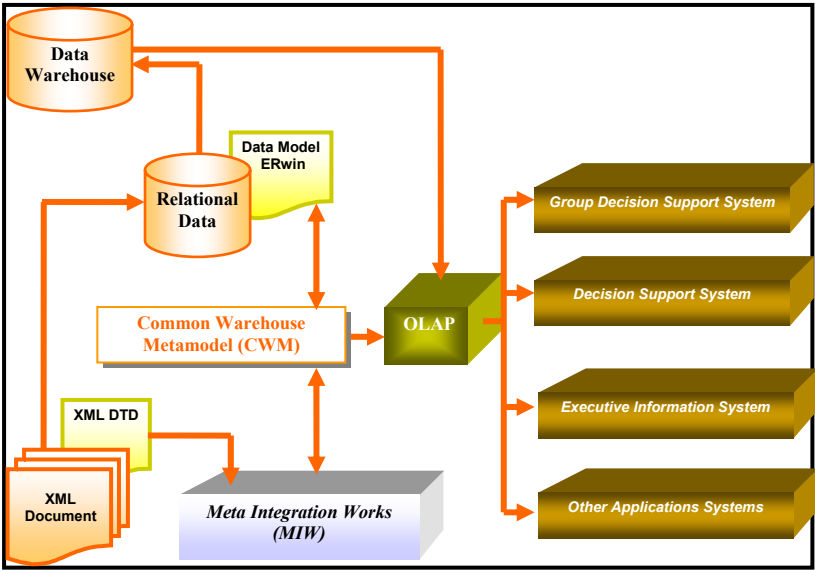 Data
Warehouse
Data Model
ERwin
Relational
Data
Group Decision Support System
Decision Support System
Common Warehouse
Metamodel (CWM)
OLAP
Executive Information System
XML DTD
XML
Document
Meta Integration Works
(MIW)
Other Applications Systems